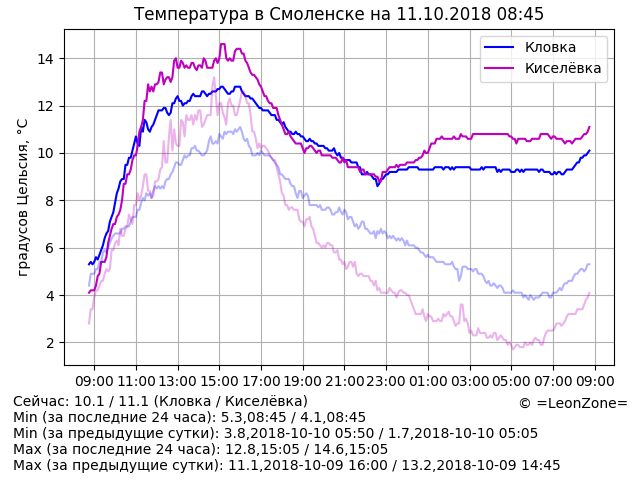 Температура в Смоленске на 11.10.2018 08:45
Кловка
Киселёвка
градусов Цельсия, °C
14
12
10
8
6
4
2
09:00 11:00 13:00 15:00 17:00 19:00 21:00 23:00 01:00 03:00 05:00 07:00 09:00
Сейчас: 10.1 / 11.1 (Кловка / Киселёвка)
© =LeonZone=
Min (за последние 24 часа): 5.3,08:45 / 4.1,08:45
Min (за предыдущие сутки): 3.8,2018-10-10 05:50 / 1.7,2018-10-10 05:05
Max (за последние 24 часа): 12.8,15:05 / 14.6,15:05
Max (за предыдущие сутки): 11.1,2018-10-09 16:00 / 13.2,2018-10-09 14:45